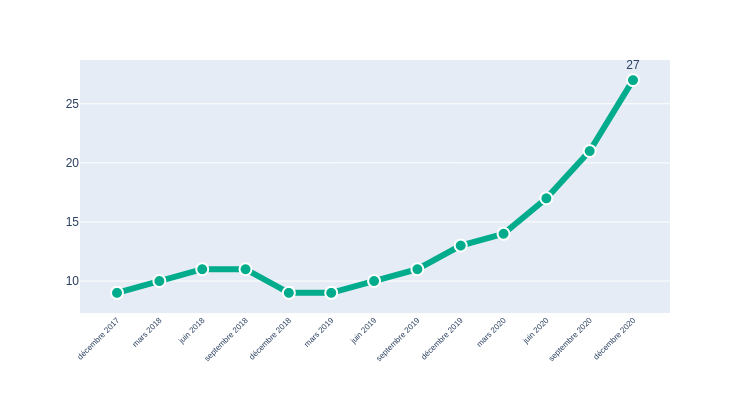 27
25
20
15
10
décembre 2017
mars 2018
juin 2018
septembre 2018
décembre 2018
mars 2019
juin 2019
septembre 2019
décembre 2019
mars 2020
juin 2020
septembre 2020
décembre 2020